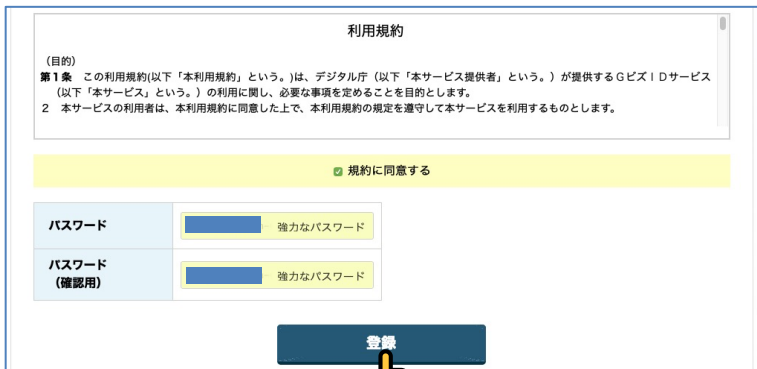 利用規約
（目的）
第１条　この利用規約(以下「本利用規約」という。)は、デジタル庁（以下「本サービス提供者」という。）が提供するＧビズＩＤサービス
（以下「本サービス」という。）の利用に関し、必要な事項を定めることを目的とします。
２　本サービスの利用者は、本利用規約に同意した上で、本利用規約の規定を遵守して本サービスを利用するものとします。
規約に同意する
パスワード
強力なパスワード
パスワード
（確認用）
強力なパスワード
登録